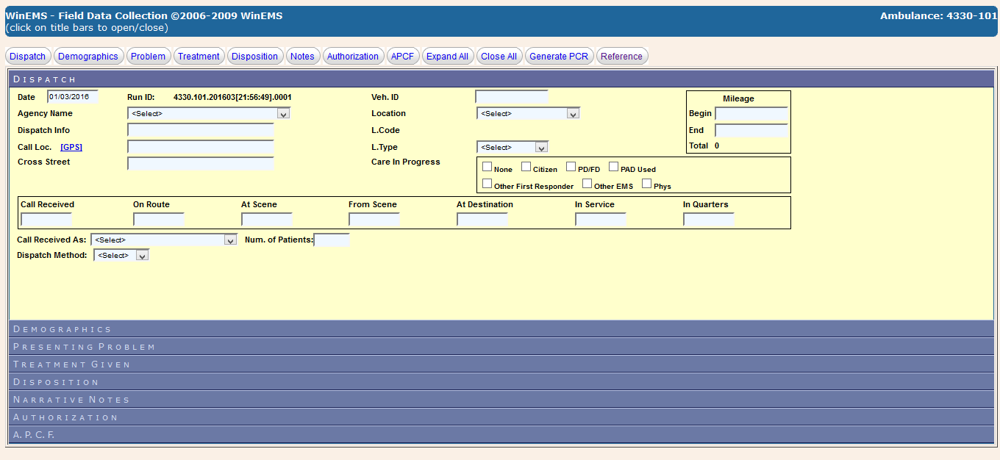 WinEMS - Field Data Collection ©2006-2009 WinEMS Ambulance: 4330-101
(click on title bars to open/close)
Dispatch Demographics Problem Treatment Disposition Notes Authorization APCF Expand All Close All Generate PCR Reference
DISPATCH
Date 01/03/2016 Run ID: 4330.101.201603[21:56:49].0001 Veh. ID Mileage
Agency Name <Select> Location <Select> Begin
Dispatch Info L.Code End
Call Loc. [GPS] L.Type <Select> Total 0
Cross Street Care In Progress
None Citizen PD/FD PAD Used
Other First Responder Other EMS Phys
Call Received On Route At Scene From Scene At Destination In Service In Quarters
Call Received As: <Select> Num. of Patients:
Dispatch Method: <Select>
DEMOGRAPHICS
PRESENTING PROBLEM
TREATMENT GIVEN
DISPOSITION
NARRATIVE NOTES
AUTHORIZATION
A. P. C. F.